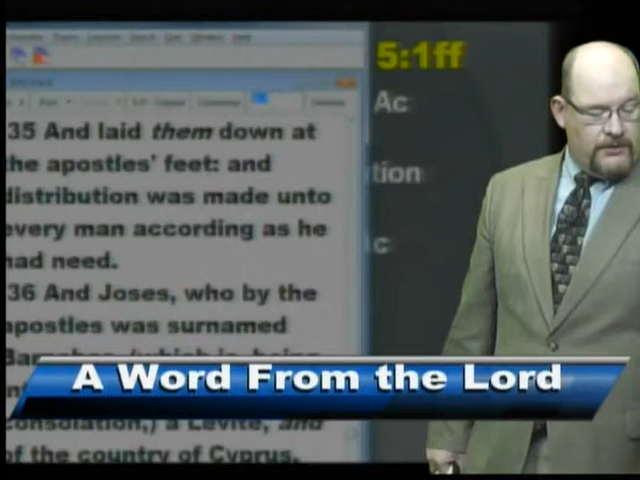 5:1ff
Ac
tion
Ac
35 And laid them down at
the apostles' feet: and
distribution was made unto
every man according as he
had need.
36 And Joses, who by the
apostles was surnamed
A Word From the Lord
consolation,) a Levite, and
of the country of Cyprus,